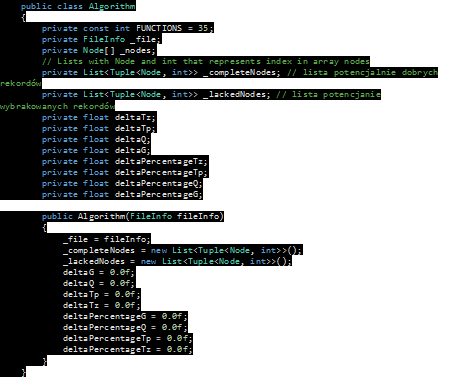 public class Algorithm
{
private const int FUNCTIONS = 35;
private FileInfo _file;
private Node[] _nodes;
// Lists with Node and int that represents index in array nodes
private List<Tuple<Node, int>> _completeNodes; // lista potencjalnie dobrych
rekordów
private List<Tuple<Node, int>> _lackedNodes; // lista potencjanie
wybrakowanych rekordów
private float deltaTz;
private float deltaTp;
private float deltaQ;
private float deltaG;
private float deltaPercentageTz;
private float deltaPercentageTp;
private float deltaPercentageQ;
private float deltaPercentageG;
public Algorithm(FileInfo fileInfo)
{
_file = fileInfo;
_completeNodes = new List<Tuple<Node, int>>();
_lackedNodes = new List<Tuple<Node, int>>();
deltaG = 0.0f;
deltaQ = 0.0f;
deltaTp = 0.0f;
deltaTz = 0.0f;
deltaPercentageG = 0.0f;
deltaPercentageQ = 0.0f;
deltaPercentageTp = 0.0f;
deltaPercentageTz = 0.0f;
}
}